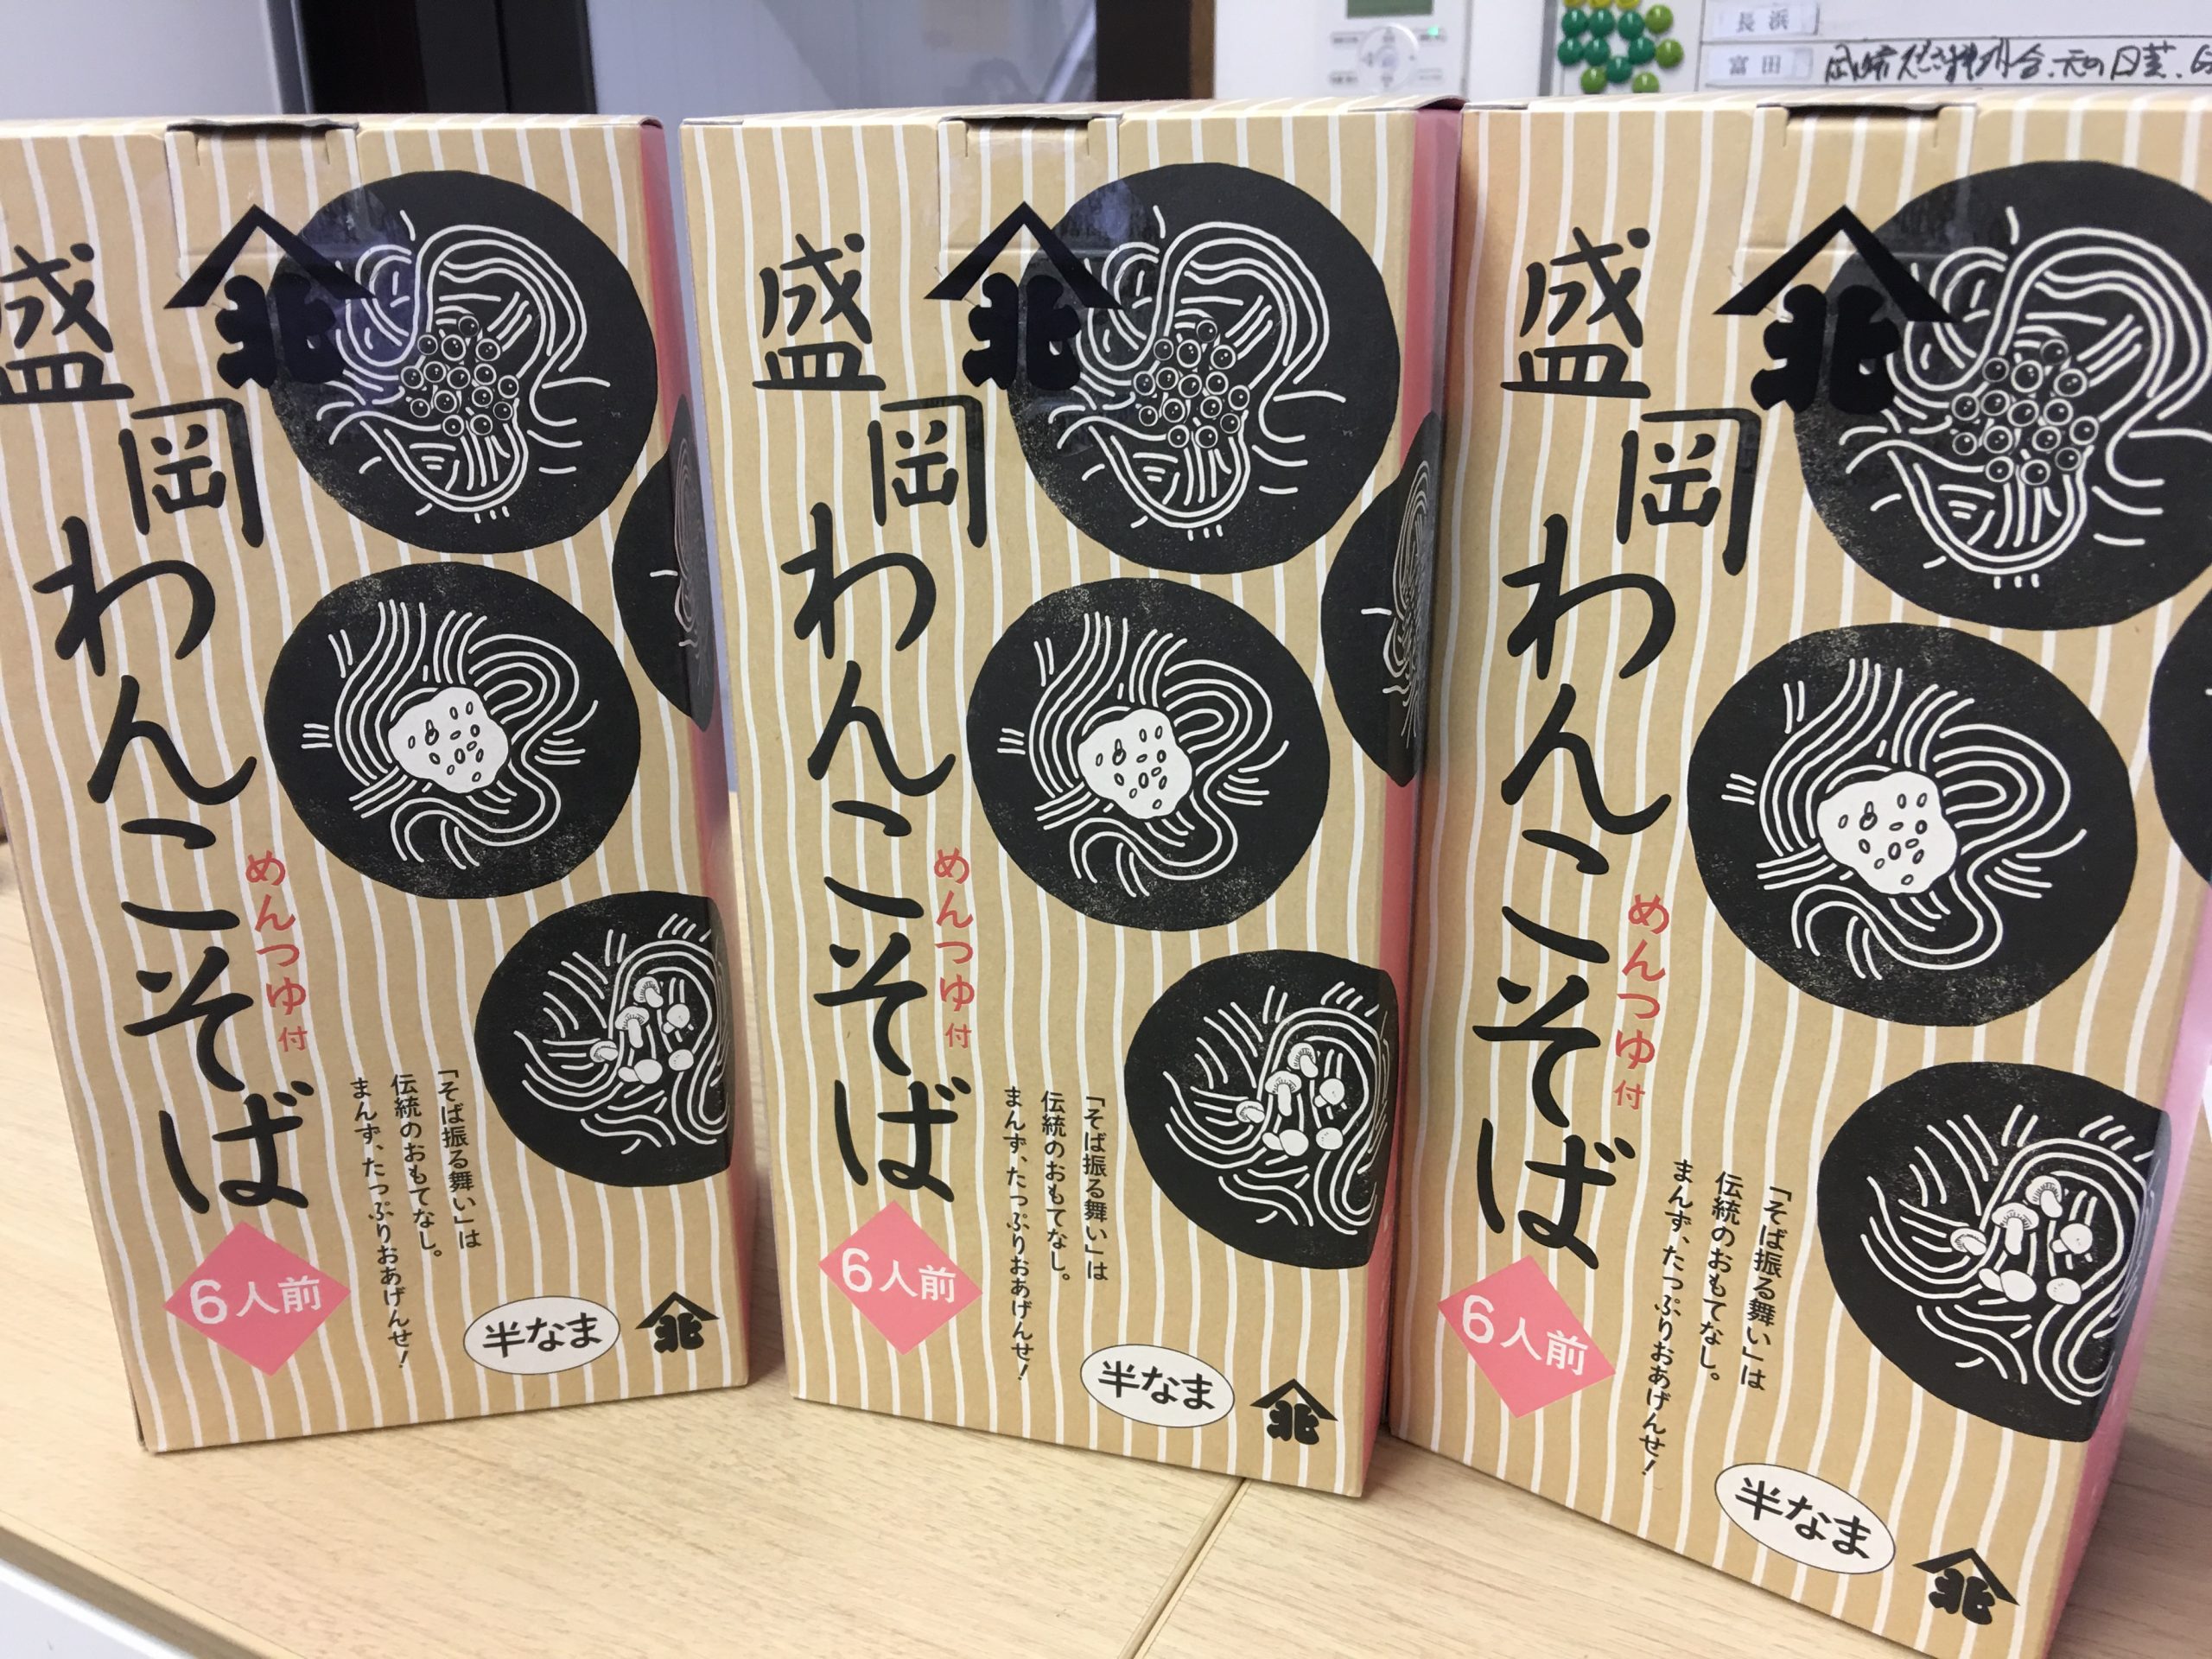 長浜
富田
盛岡わんこそば
北
めんつゆ付
「そば振る舞い」は
伝統のおもてなし。
まんず、たっぷりおあげんせ!
6人前
半なま
北
盛岡わんこそば
北
めんつゆ付
「そば振る舞い」は
伝統のおもてなし。
まんず、たっぷりおあげんせ!
6人前
半なま
北
盛岡わんこそば
北
めんつゆ付
「そば振る舞い」は
伝統のおもてなし。
まんず、たっぷりおあげんせ!
6人前
半なま
北